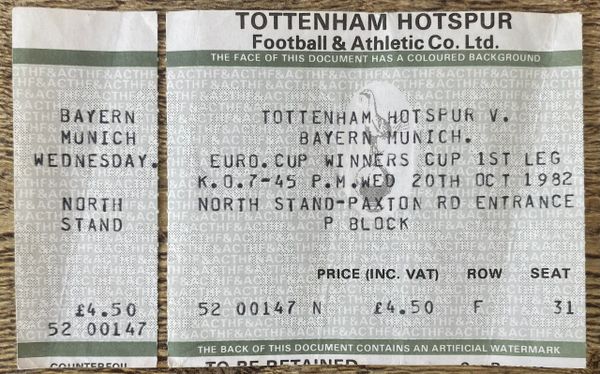 BAYERN
MUNICH
WEDNESDAY.
NORTH
STAND
£4.50
52 00147
COUNTERFOIL
TOTTENHAM HOTSPUR
Football & Athletic Co. Ltd.
THE FACE OF THIS DOCUMENT HAS A COLOURED BACKGROUND
TOTTENHAM HOTSPUR V.
BAYERN MUNICH.
EURO.CUP WINNERS CUP 1ST LEG
K.O.7-45 P.M.WED 20TH OCT 1982
NORTH STAND-PAXTON RD ENTRANCE
P BLOCK
PRICE (INC. VAT) ROW SEAT
52 00147 N £4.50 F 31
THE BACK OF THIS DOCUMENT CONTAINS AN ARTIFICIAL WATERMARK
TO BE RETAINED